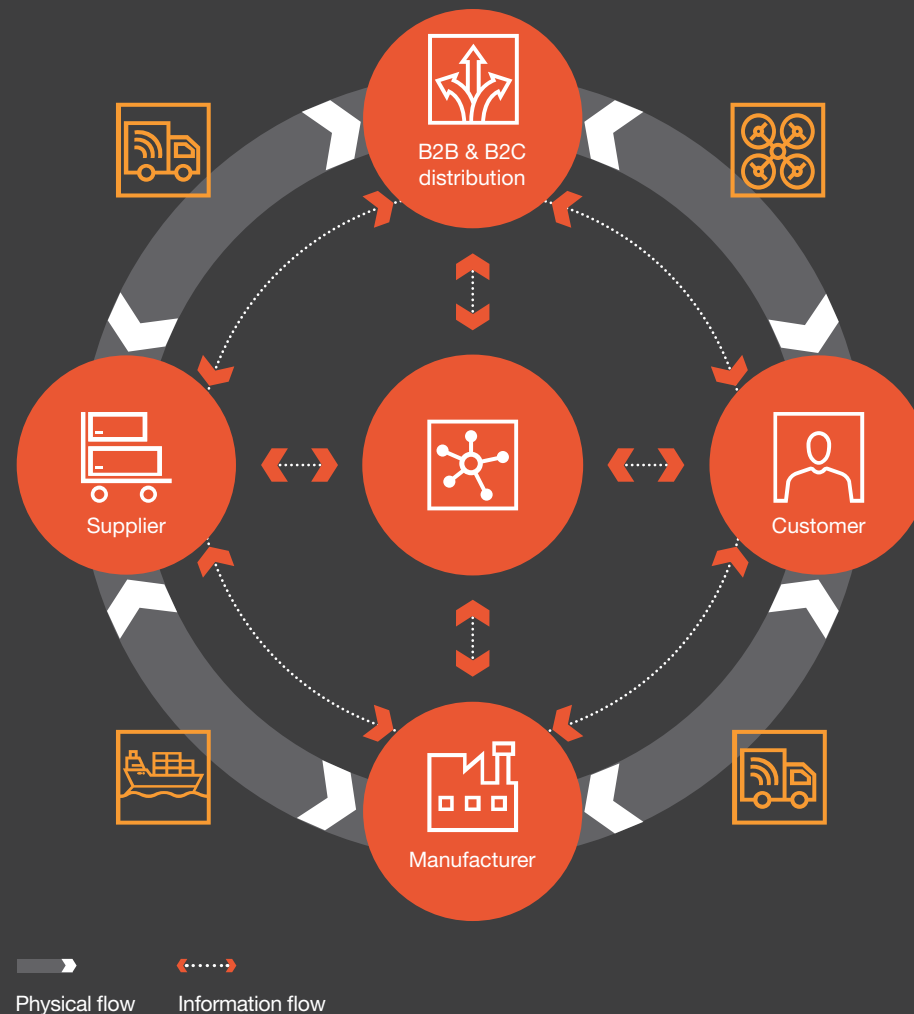 B2B & B2C
distribution
Supplier
Customer
Manufacturer
Physical flow
Information flow